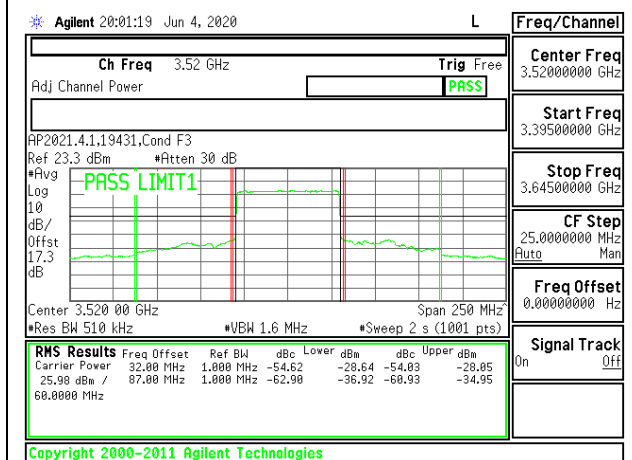 Agilent 20:01:19 Jun 4, 2020 L
Freq/Channel
Ch Freq 3.52 GHz Trig Free
Adj Channel Power PASS
Center Freq
3.52000000 GHz
Start Freq
3.39500000 GHz
Stop Freq
3.64500000 GHz
CF Step
25.0000000 MHz
Auto Man
Freq Offset
0.00000000 Hz
Signal Track
On Off
AP2021.4.1,19431,Cond F3
Ref 23.3 dBm #Atten 30 dB
#Avg
Log
10
dB/
Offst
17.3
dB
PASS LIMIT1
Center 3.520 00 GHz Span 250 MHz^
#Res BW 510 kHz #VBW 1.6 MHz #Sweep 2 s (1001 pts)
RMS Results Freq Offset Ref BW dBc Lower dBm dBc Upper dBm
Carrier Power 32.00 MHz 1.000 MHz -54.62 -28.64 -54.03 -28.05
25.98 dBm / 87.00 MHz 1.000 MHz -62.90 -36.92 -60.93 -34.95
60.0000 MHz
Copyright 2000-2011 Agilent Technologies